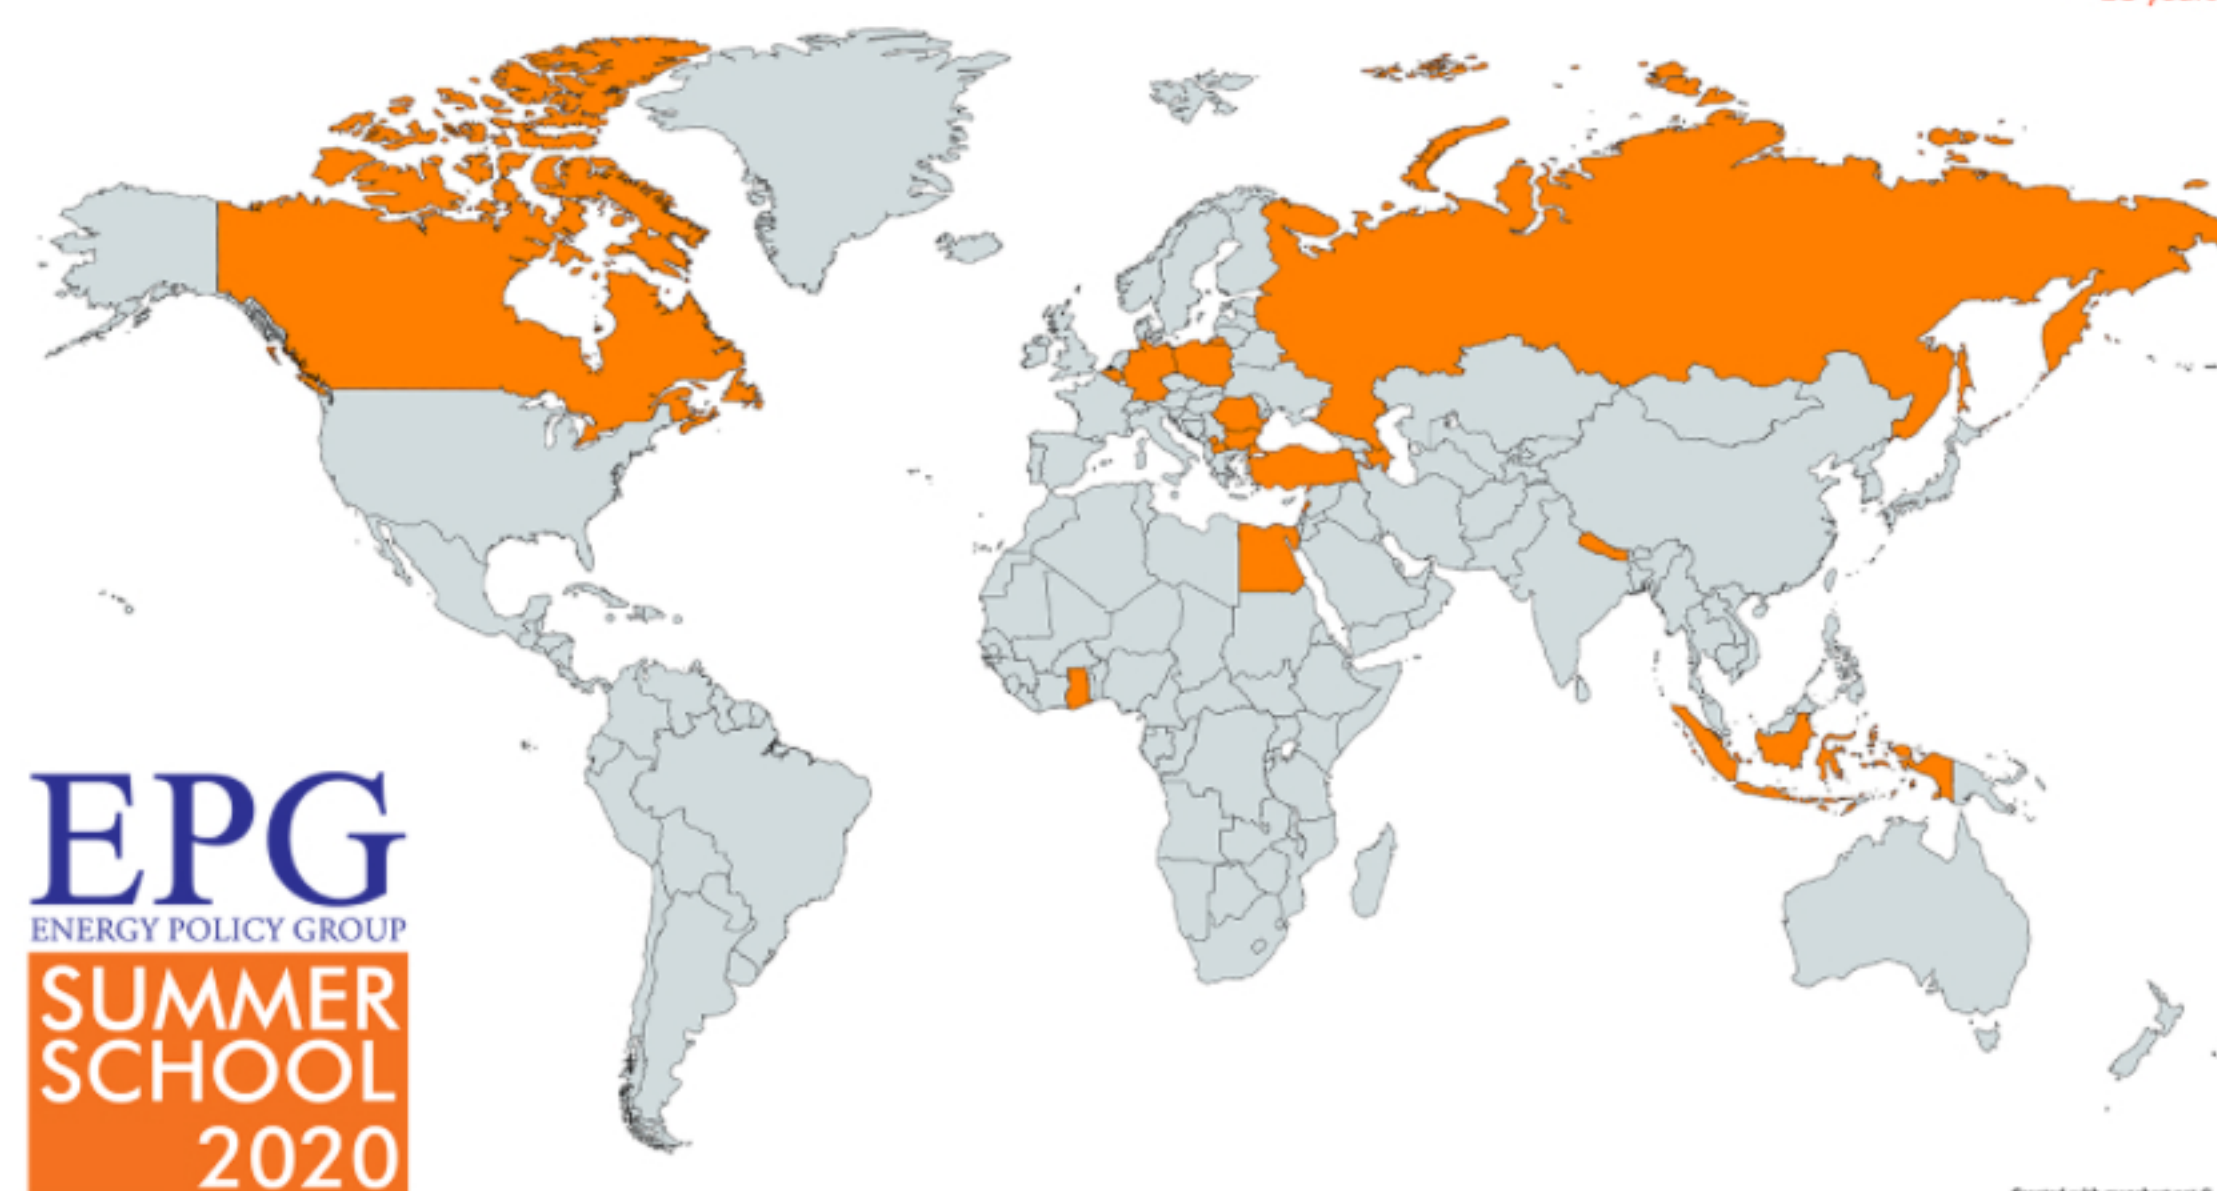 EPG
ENERGY POLICY GROUP
SUMMER
SCHOOL
2020